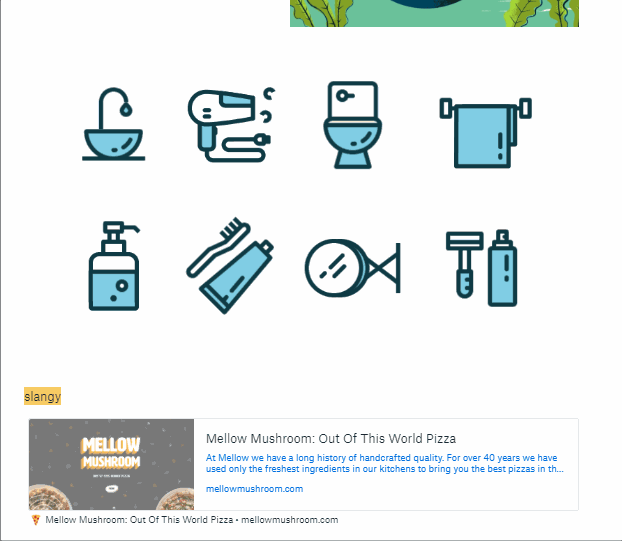 slangy
MELLOW
MUSHROOM
Mellow Mushroom: Out Of This World Pizza
At Mellow we have a long history of handcrafted quality. For over 40 years we have
used only the freshest ingredients in our kitchens to bring you the best pizzas in th...
mellowmushroom.com
Mellow Mushroom: Out Of This World Pizza • mellowmushroom.com